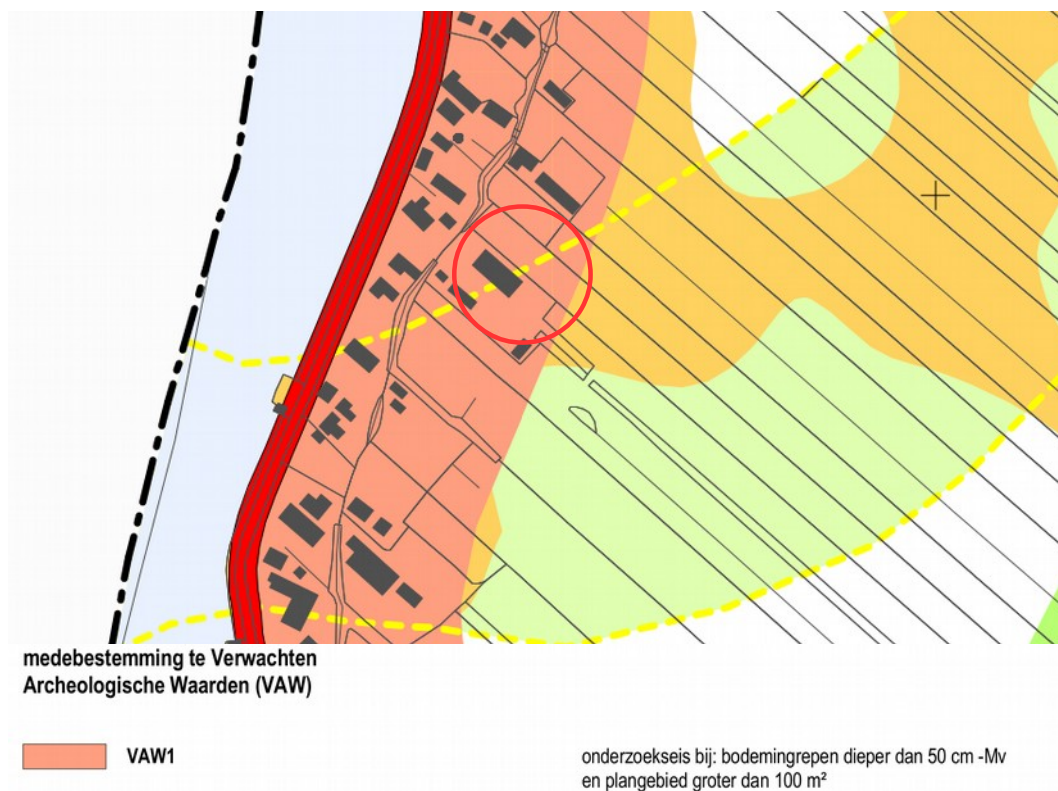 medebestemming te Verwachten
Archeologische Waarden (VAW)
VAW1
onderzoekseis bij: bodemingrepen dieper dan 50 cm -Mv
en plangebied groter dan 100 m²